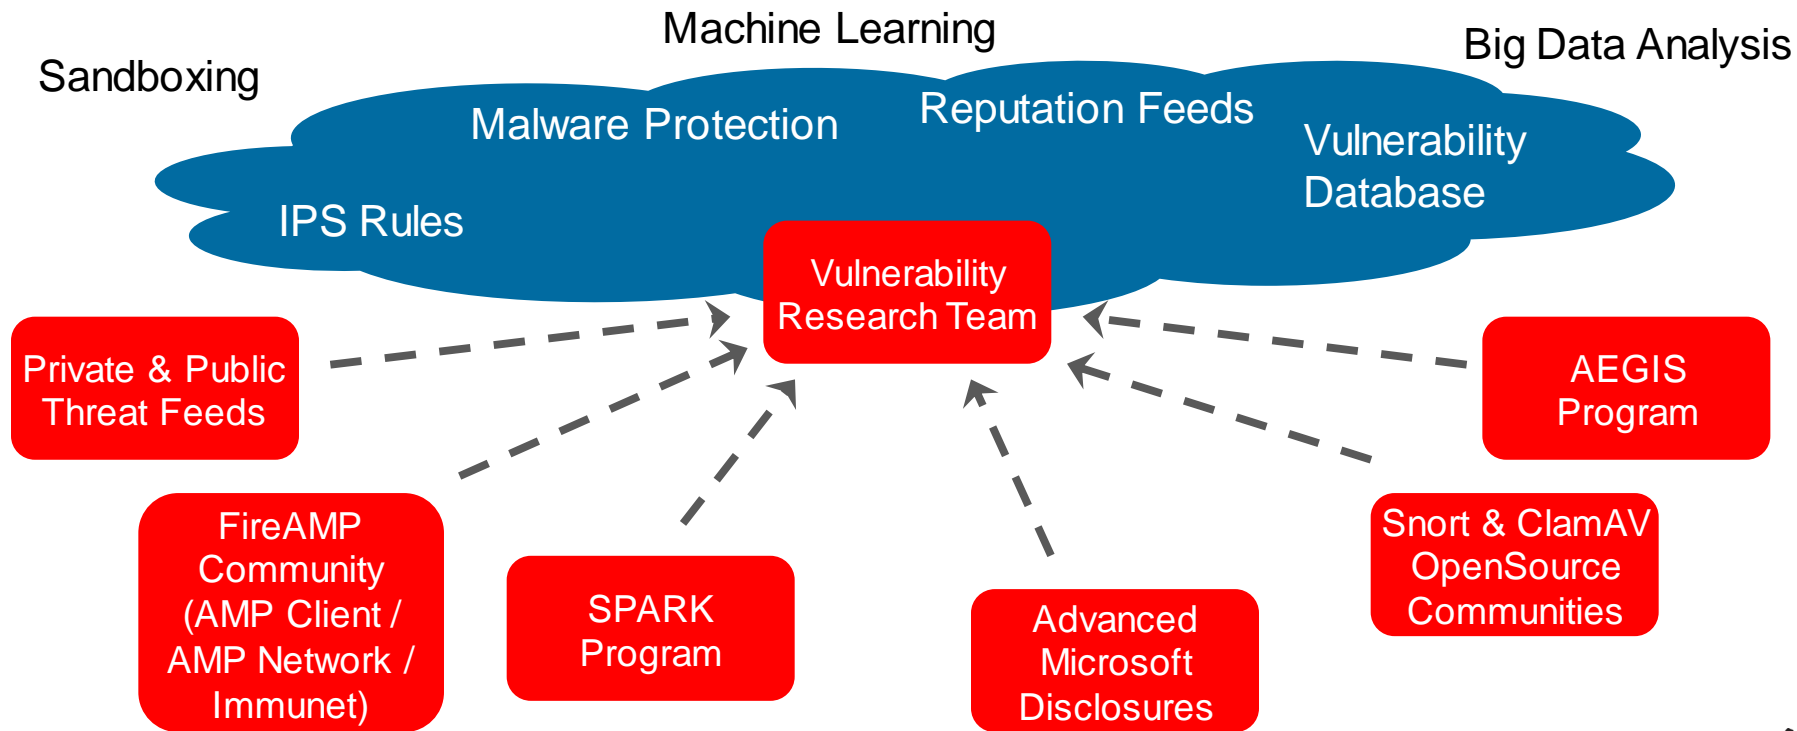 Machine Learning
Big Data Analysis
Sandboxing
Malware Protection
Reputation Feeds
Vulnerability
Database
IPS Rules
Vulnerability
Research Team
Private & Public
Threat Feeds
AEGIS
Program
FireAMP
Community
(AMP Client /
AMP Network /
Immunet)
SPARK
Program
Advanced
Microsoft
Disclosures
Snort & ClamAV
OpenSource
Communities